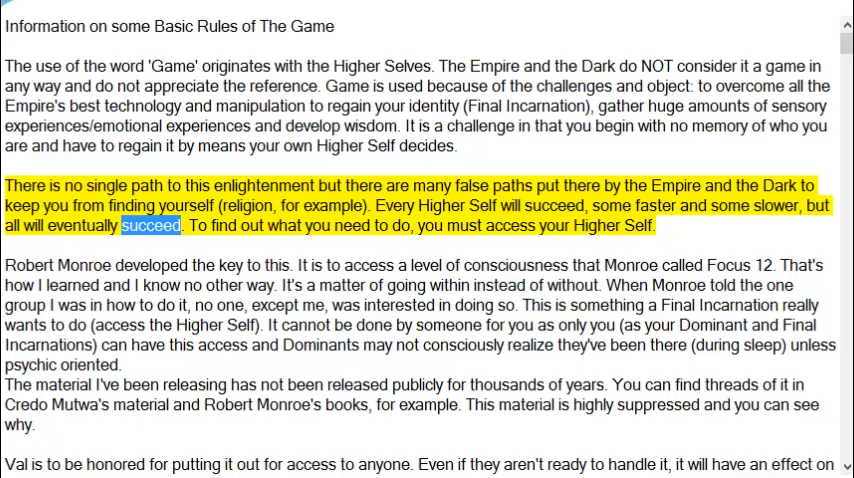 Information on some Basic Rules of The Game
The use of the word 'Game' originates with the Higher Selves. The Empire and the Dark do NOT consider it a game in
any way and do not appreciate the reference. Game is used because of the challenges and object: to overcome all the
Empire's best technology and manipulation to regain your identity (Final Incarnation), gather huge amounts of sensory
experiences/emotional experiences and develop wisdom. It is a challenge in that you begin with no memory of who you
are and have to regain it by means your own Higher Self decides.
There is no single path to this enlightenment but there are many false paths put there by the Empire and the Dark to
keep you from finding yourself (religion, for example). Every Higher Self will succeed, some faster and some slower, but
all will eventually succeed. To find out what you need to do, you must access your Higher Self.
Robert Monroe developed the key to this. It is to access a level of consciousness that Monroe called Focus 12. That's
how I learned and I know no other way. It's a matter of going within instead of without. When Monroe told the one
group I was in how to do it, no one, except me, was interested in doing so. This is something a Final Incarnation really
wants to do (access the Higher Self). It cannot be done by someone for you as only you (as your Dominant and Final
Incarnations) can have this access and Dominants may not consciously realize they've been there (during sleep) unless
psychic oriented.
The material I've been releasing has not been released publicly for thousands of years. You can find threads of it in
Credo Mutwa's material and Robert Monroe's books, for example. This material is highly suppressed and you can see
why.
Val is to be honored for putting it out for access to anyone. Even if they aren't ready to handle it, it will have an effect on